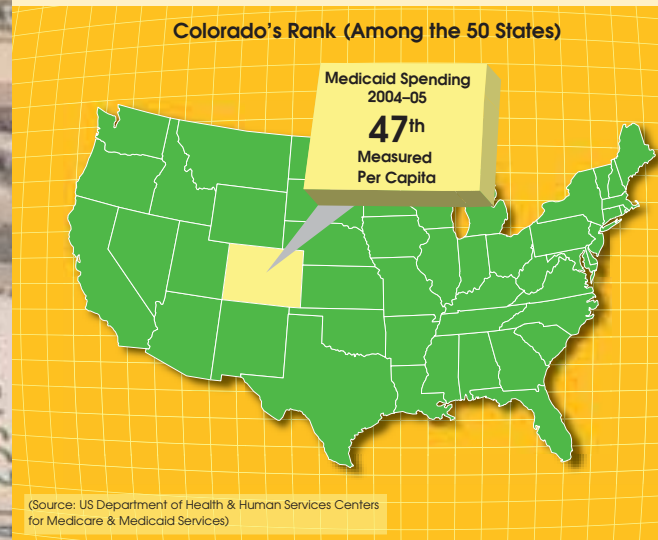 Colorado's Rank (Among the 50 States)
Medicaid Spending
2004–05
47th
Measured
Per Capita
(Source: US Department of Health & Human Services Centers
for Medicare & Medicaid Services)